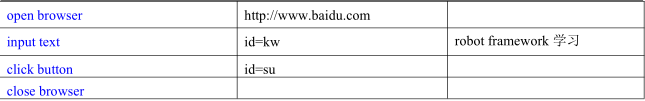 open browser http://www.baidu.com
input text id=kw robot framework 学习
click button id=su
close browser